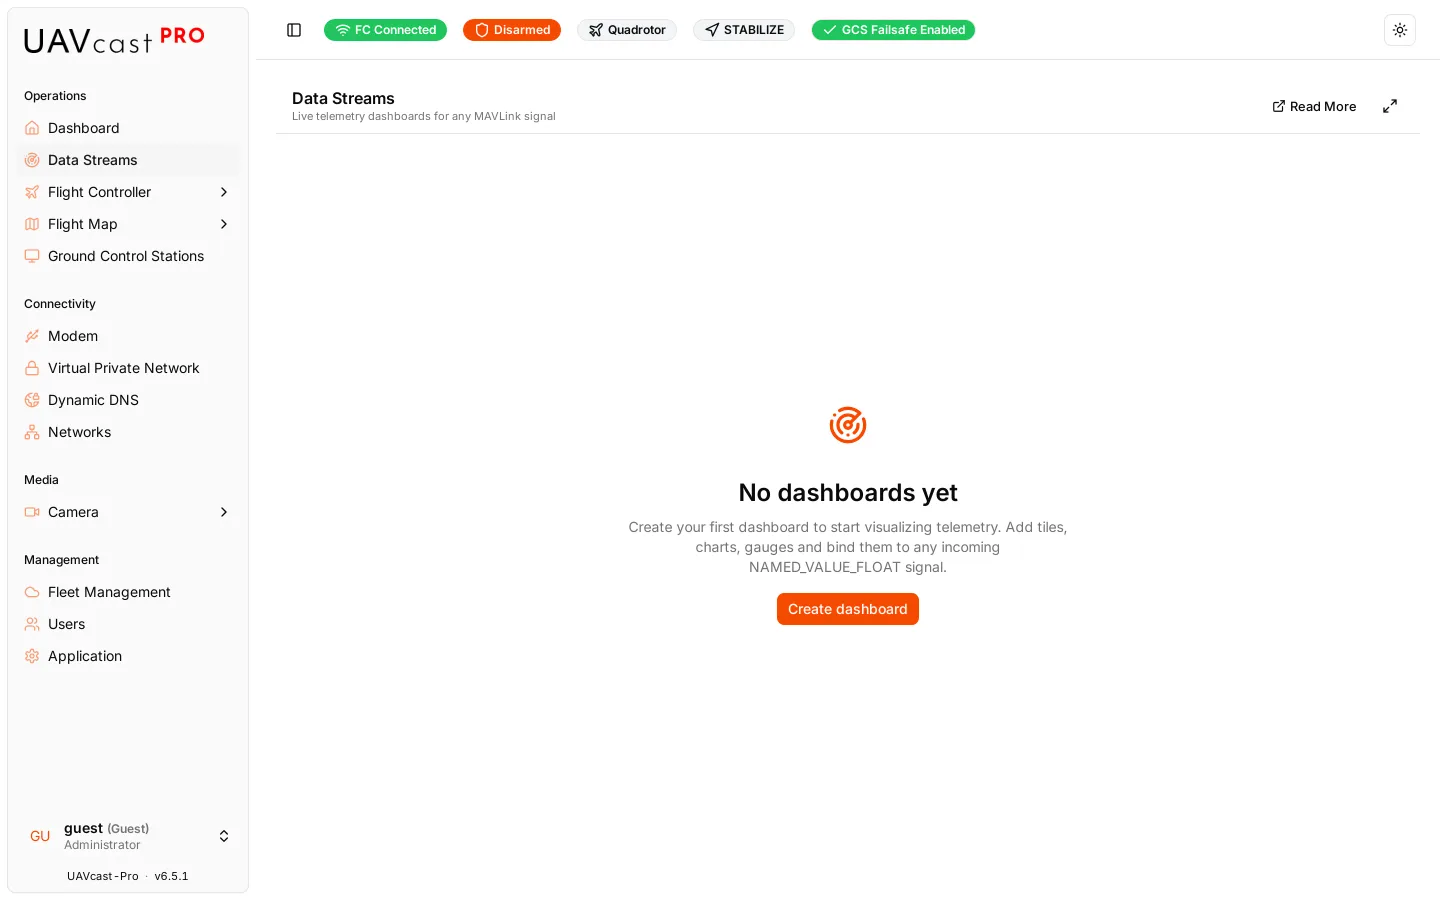 UAVcast PRO
FC Connected
Disarmed
Quadrotor
STABILIZE
GCS Failsafe Enabled
Operations
Dashboard
Data Streams
Flight Controller
Flight Map
Ground Control Stations
Connectivity
Modem
Virtual Private Network
Dynamic DNS
Networks
Media
Camera
Management
Fleet Management
Users
Application
GU
guest (Guest)
Administrator
UAVcast-Pro · v6.5.1
Data Streams
Live telemetry dashboards for any MAVLink signal
Read More
No dashboards yet
Create your first dashboard to start visualizing telemetry. Add tiles,
charts, gauges and bind them to any incoming
NAMED_VALUE_FLOAT signal.
Create dashboard